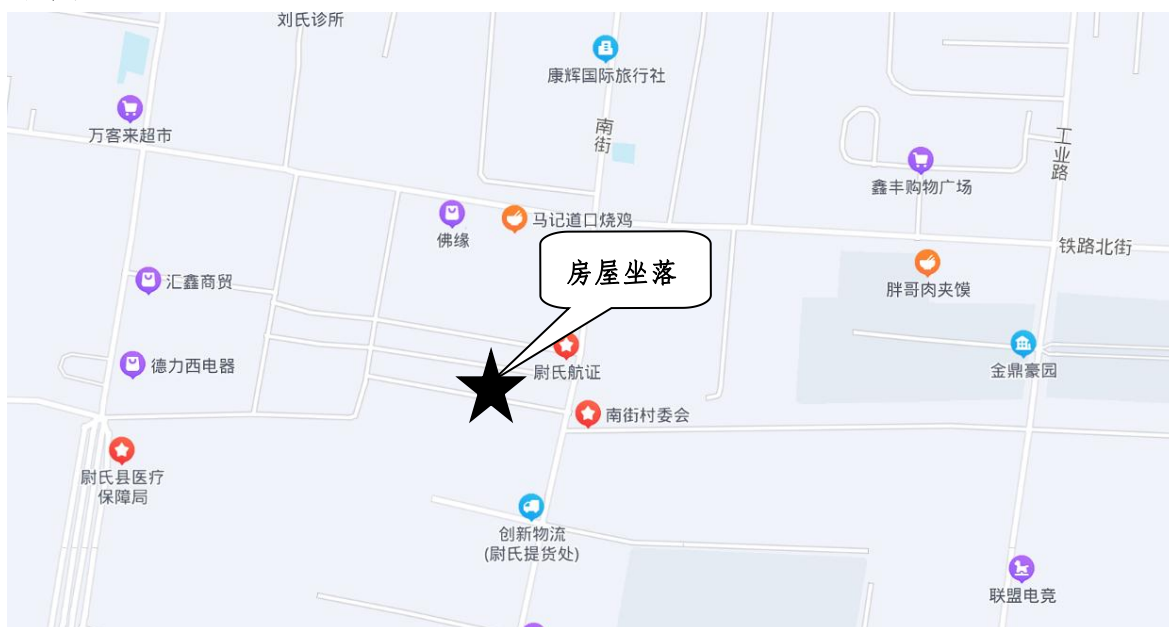 刘氏诊所
康辉国际旅行社
万客来超市
南街
工业路
鑫丰购物广场
佛缘
马记道口烧鸡
铁路北街
房屋坐落
汇鑫商贸
胖哥肉夹馍
德力西电器
尉氏航证
金鼎豪园
南街村委会
尉氏县医疗
保障局
创新物流
(尉氏提货处)
联盟电竞